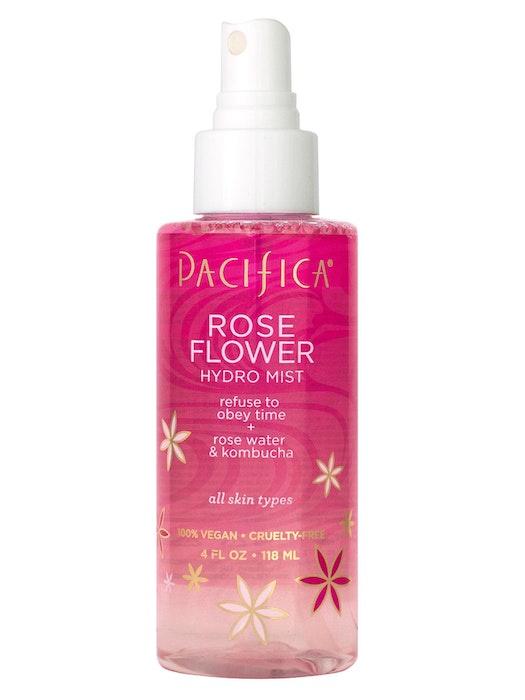 PACIFICA®
ROSE
FLOWER
HYDRO MIST
refuse to
obey time
+
rose water
& kombucha
all skin types
100% VEGAN • CRUELTY-FREE
4 FL OZ • 118 ML